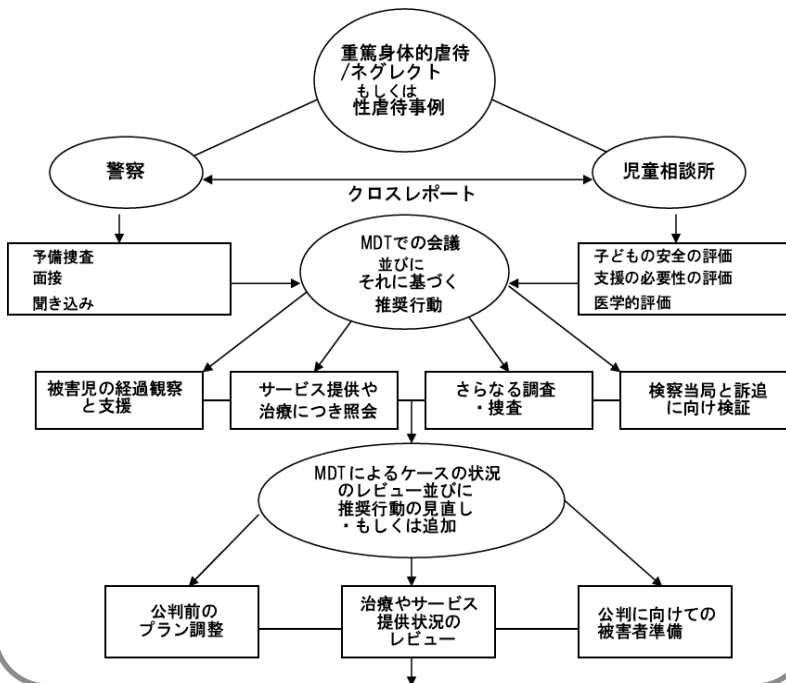 重篤身体的虐待
/ネグレクト
もしくは
性虐待事例
警察
児童相談所
クロスレポート
予備捜査
面接
聞き込み
MDTでの会議
並びに
それに基づく
推奨行動
子どもの安全の評価
支援の必要性の評価
医学的評価
被害児の経過観察
と支援
サービス提供や
治療につき照会
さらなる調査
・捜査
検察当局と訴追
に向け検証
MDTによるケースの状況
のレビュー並びに
推奨行動の見直し
・もしくは追加
公判前の
プラン調整
治療やサービス
提供状況の
レビュー
公判に向けての
被害者準備